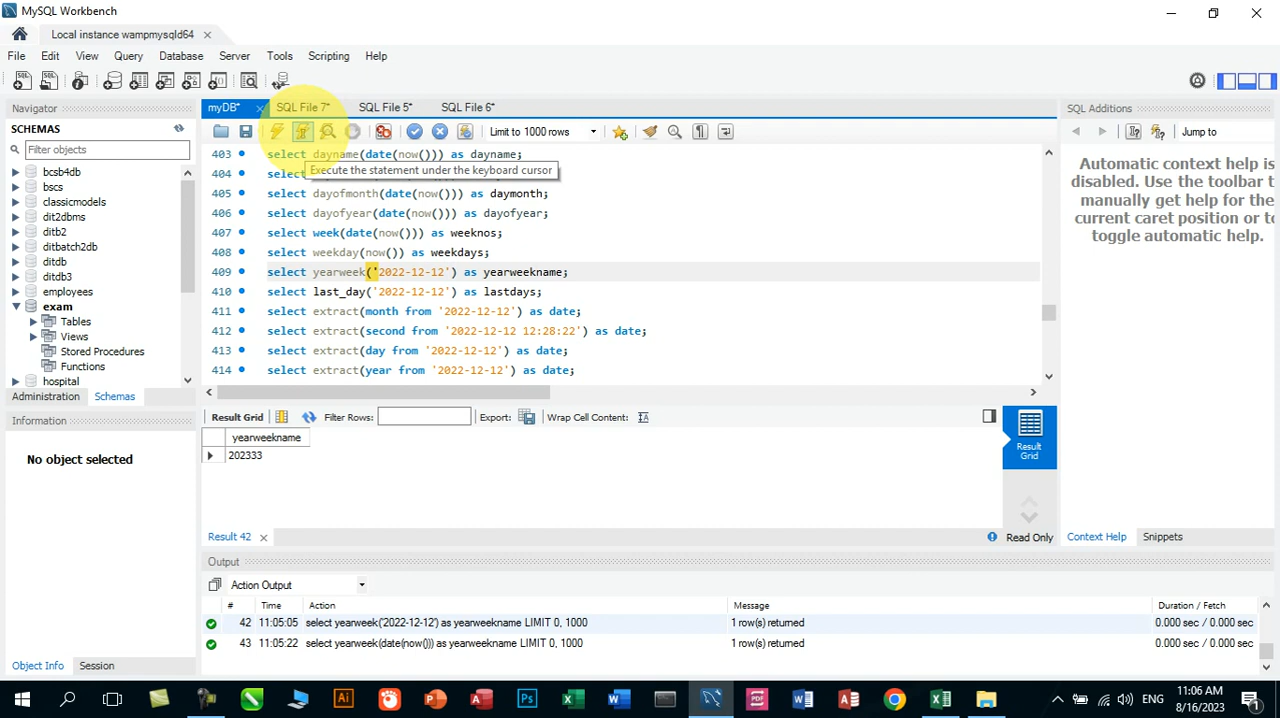 MySQL Workbench
Local instance wampmysqld64
File Edit View Query Database Server Tools Scripting Help
Navigator
SCHEMAS
Filter objects
bcsb4db
bscs
classicmodels
dit2dbms
ditb2
ditbatch2db
ditdb
ditdb3
employees
exam
Tables
Views
Stored Procedures
Functions
hospital
Administration Schemas
Information
No object selected
Object Info Session
myDB* SQL File 7* SQL File 5* SQL File 6*
Limit to 1000 rows
403 select dayname(date(now())) as dayname;
Execute the statement under the keyboard cursor
404 select
405 select dayofmonth(date(now())) as daymonth;
406 select dayofyear(date(now())) as dayofyear;
407 select week(date(now())) as weeknos;
408 select weekday(now()) as weekdays;
409 select yearweek('2022-12-12') as yearweekname;
410 select last_day('2022-12-12') as lastdays;
411 select extract(month from '2022-12-12') as date;
412 select extract(second from '2022-12-12 12:28:22') as date;
413 select extract(day from '2022-12-12') as date;
414 select extract(year from '2022-12-12') as date;
Result Grid Filter Rows: Export: Wrap Cell Content:
yearweekname
202333
Result Grid
Result 42
Read Only
Output
Action Output
# Time Action Message Duration / Fetch
42 11:05:05 select yearweek('2022-12-12') as yearweekname LIMIT 0, 1000 1 row(s) returned 0.000 sec / 0.000 sec
43 11:05:22 select yearweek(date(now())) as yearweekname LIMIT 0, 1000 1 row(s) returned 0.000 sec / 0.000 sec
SQL Additions
Jump to
Automatic context help is
disabled. Use the toolbar t
manually get help for the
current caret position or to
toggle automatic help.
Context Help Snippets
ENG
11:06 AM
8/16/2023